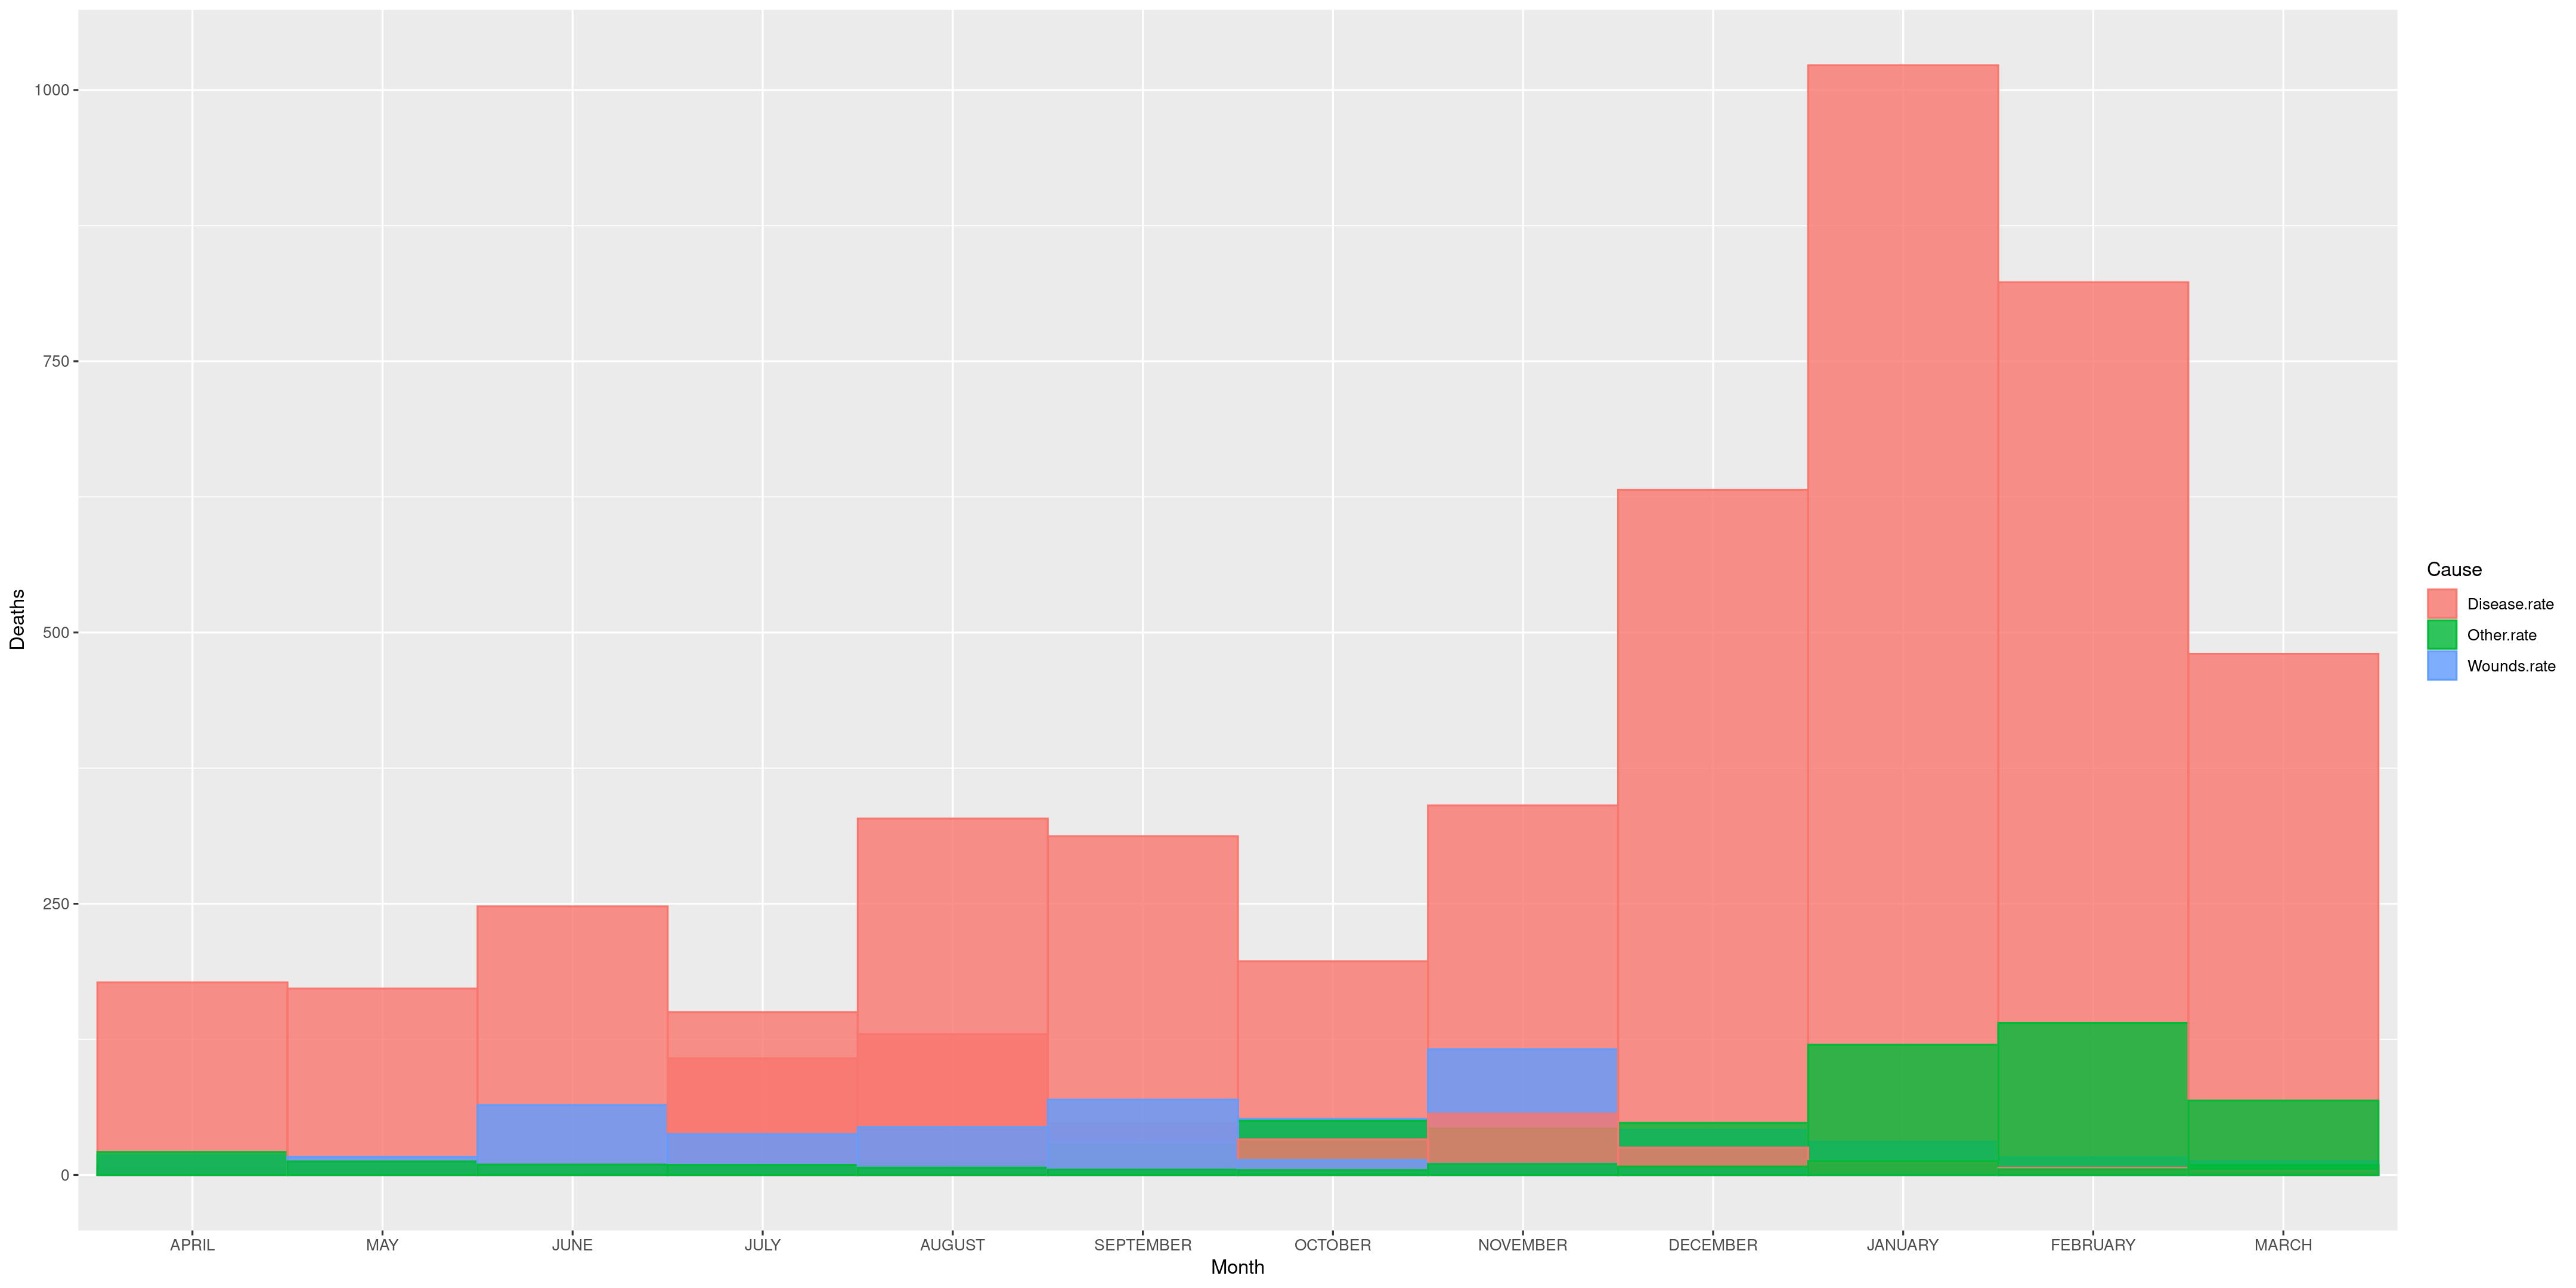 1000
750
500
250
0
Deaths
APRIL MAY JUNE JULY AUGUST SEPTEMBER OCTOBER NOVEMBER DECEMBER JANUARY FEBRUARY MARCH
Month
Cause
Disease.rate
Other.rate
Wounds.rate